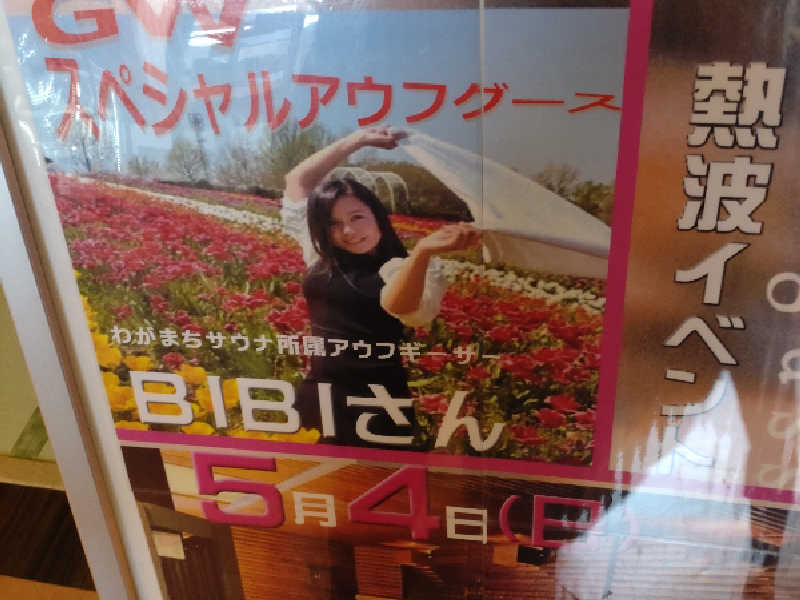 GW
スペシャルアウフグース
熱波イベント
わがまちサウナ所属アウフギーサー
BIBIさん
5月4日(日)